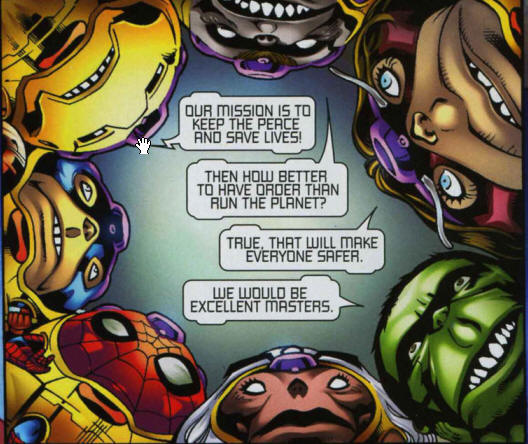 OUR MISSION IS TO
KEEP THE PEACE
AND SAVE LIVES!
THEN HOW BETTER
TO HAVE ORDER THAN
RUN THE PLANET?
TRUE, THAT WILL MAKE
EVERYONE SAFER.
WE WOULD BE
EXCELLENT MASTERS.